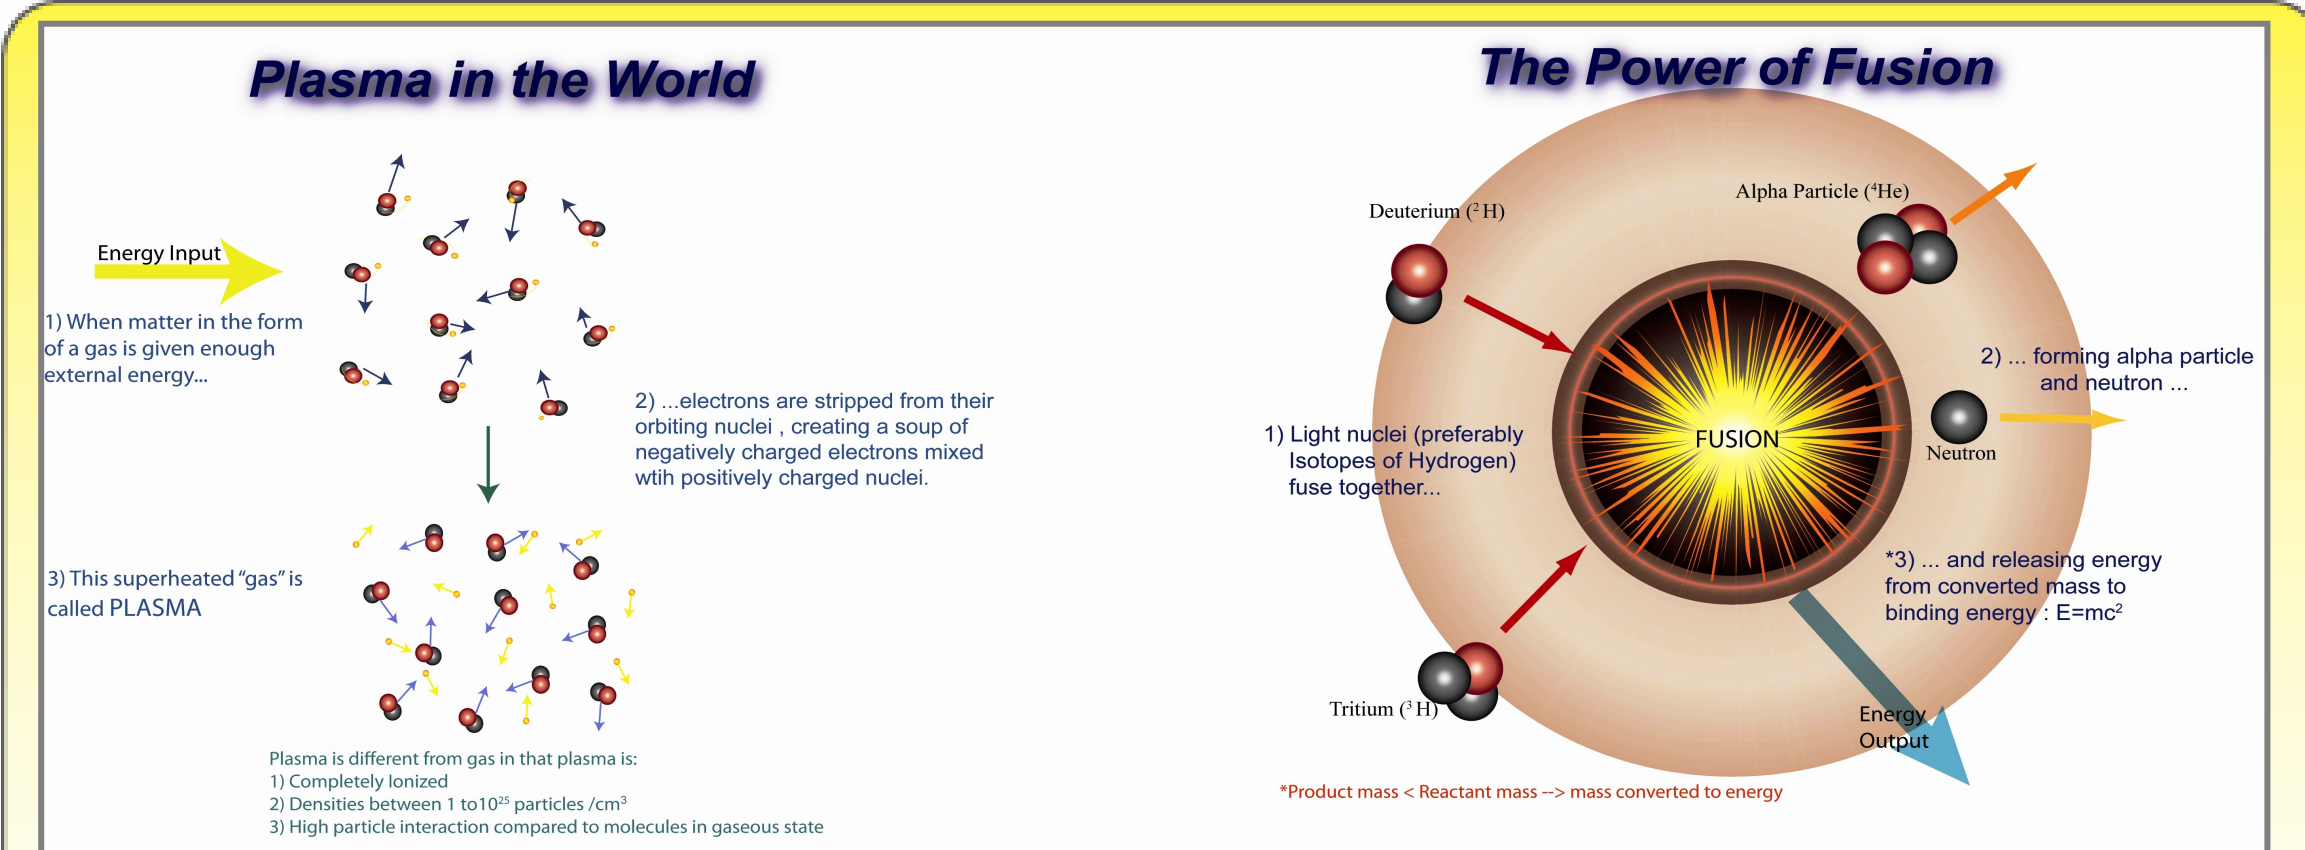 Plasma in the World
Energy Input
1) When matter in the form
of a gas is given enough
external energy...
2) ...electrons are stripped from their
orbiting nuclei , creating a soup of
negatively charged electrons mixed
wtih positively charged nuclei.
3) This superheated “gas” is
called PLASMA
Plasma is different from gas in that plasma is:
1) Completely Ionized
2) Densities between 1 to10²⁵ particles /cm³
3) High particle interaction compared to molecules in gaseous state
The Power of Fusion
Deuterium (² H)
Alpha Particle (⁴He)
1) Light nuclei (preferably
Isotopes of Hydrogen)
fuse together...
FUSION
2) ... forming alpha particle
and neutron ...
Neutron
*3) ... and releasing energy
from converted mass to
binding energy : E=mc²
Tritium (³ H)
Energy
Output
*Product mass < Reactant mass --> mass converted to energy